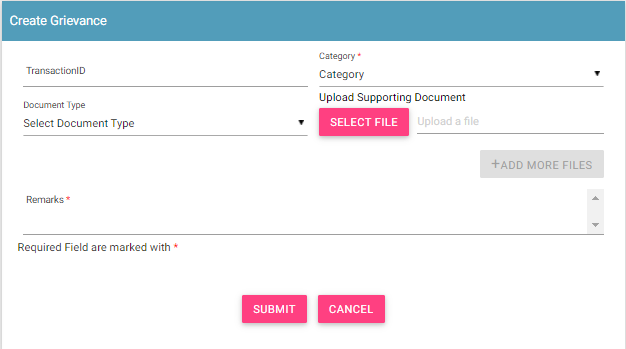 Create Grievance
TransactionID
Category *
Category
Document Type
Select Document Type
Upload Supporting Document
SELECT FILE
Upload a file
+ADD MORE FILES
Remarks *
Required Field are marked with *
SUBMIT
CANCEL